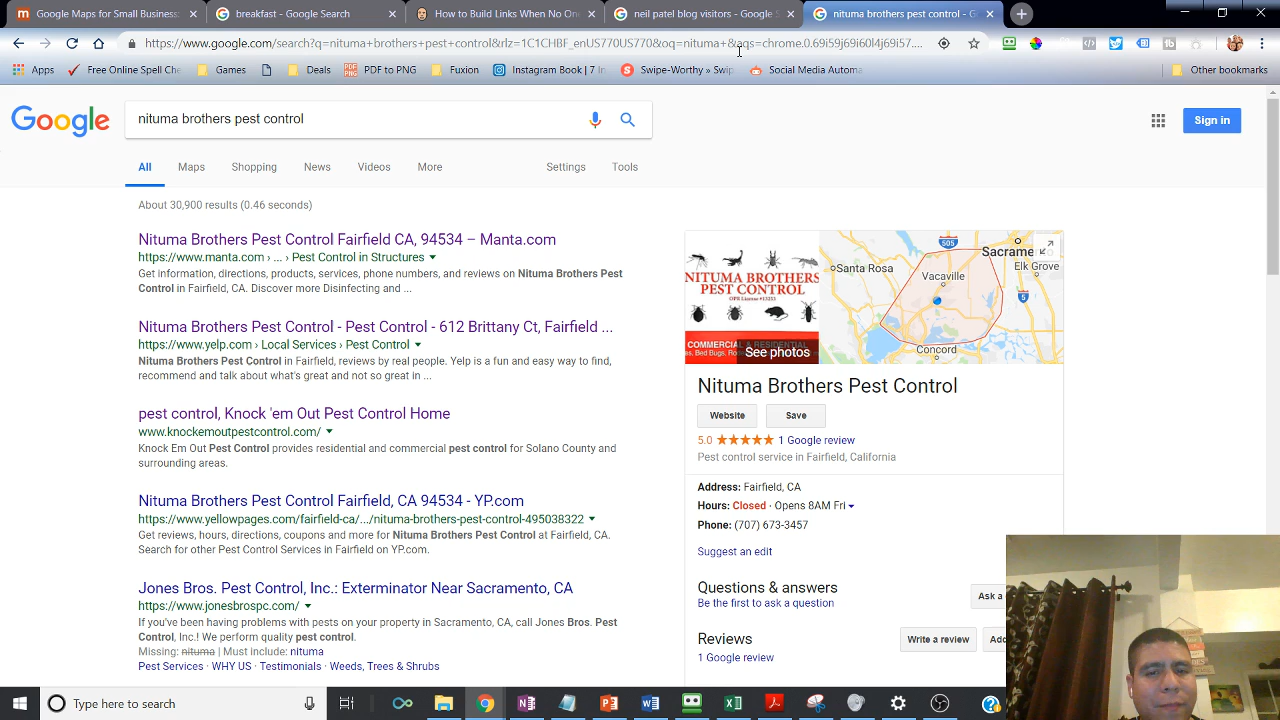 Google Maps for Small Businesses
breakfast - Google Search
How to Build Links When No On
neil patel blog visitors - Google S
nituma brothers pest control - G
https://www.google.com/search?q=nituma+brothers+pest+control&rlz=1C1CHBF_enUS770US770&oq=nituma+&aqs=chrome.0.69i59j69i60l4j69i57....
Apps
Free Online Spell Che
Games
Deals
PDF to PNG
Fuxion
Instagram Book | 7 In
Swipe-Worthy » Swip
Social Media Automa
Other bookmarks
Google
nituma brothers pest control
Sign in
All
Maps
Shopping
News
Videos
More
Settings
Tools
About 30,900 results (0.46 seconds)
Nituma Brothers Pest Control Fairfield CA, 94534 – Manta.com
https://www.manta.com › ... › Pest Control in Structures
Get information, directions, products, services, phone numbers, and reviews on Nituma Brothers Pest
Control in Fairfield, CA. Discover more Disinfecting and ...
Nituma Brothers Pest Control - Pest Control - 612 Brittany Ct, Fairfield ...
https://www.yelp.com › Local Services › Pest Control
Nituma Brothers Pest Control in Fairfield, reviews by real people. Yelp is a fun and easy way to find,
recommend and talk about what's great and not so great in ...
pest control, Knock 'em Out Pest Control Home
www.knockemoutpestcontrol.com/
Knock Em Out Pest Control provides residential and commercial pest control for Solano County and
surrounding areas.
Nituma Brothers Pest Control Fairfield, CA 94534 - YP.com
https://www.yellowpages.com/fairfield-ca/.../nituma-brothers-pest-control-495038322
Get reviews, hours, directions, coupons and more for Nituma Brothers Pest Control at Fairfield, CA.
Search for other Pest Control Services in Fairfield on YP.com.
Jones Bros. Pest Control, Inc.: Exterminator Near Sacramento, CA
https://www.jonesbrospc.com/
If you've been having problems with pests on your property in Sacramento, CA, call Jones Bros. Pest
Control, Inc.! We perform quality pest control.
Missing: nituma | Must include: nituma
Pest Services · WHY US · Testimonials · Weeds, Trees & Shrubs
NITUMA BROTHERS
PEST CONTROL
OPR License #13253
COMMERCIAL & RESIDENTIAL
See photos
505
Sacrame
Santa Rosa
Elk Grove
Vacaville
5
Concord
Nituma Brothers Pest Control
Website
Save
5.0 ★★★★★ 1 Google review
Pest control service in Fairfield, California
Address: Fairfield, CA
Hours: Closed · Opens 8AM Fri
Phone: (707) 673-3457
Suggest an edit
Questions & answers
Ask a
Be the first to ask a question
Reviews
Write a review
Add
1 Google review
Type here to search